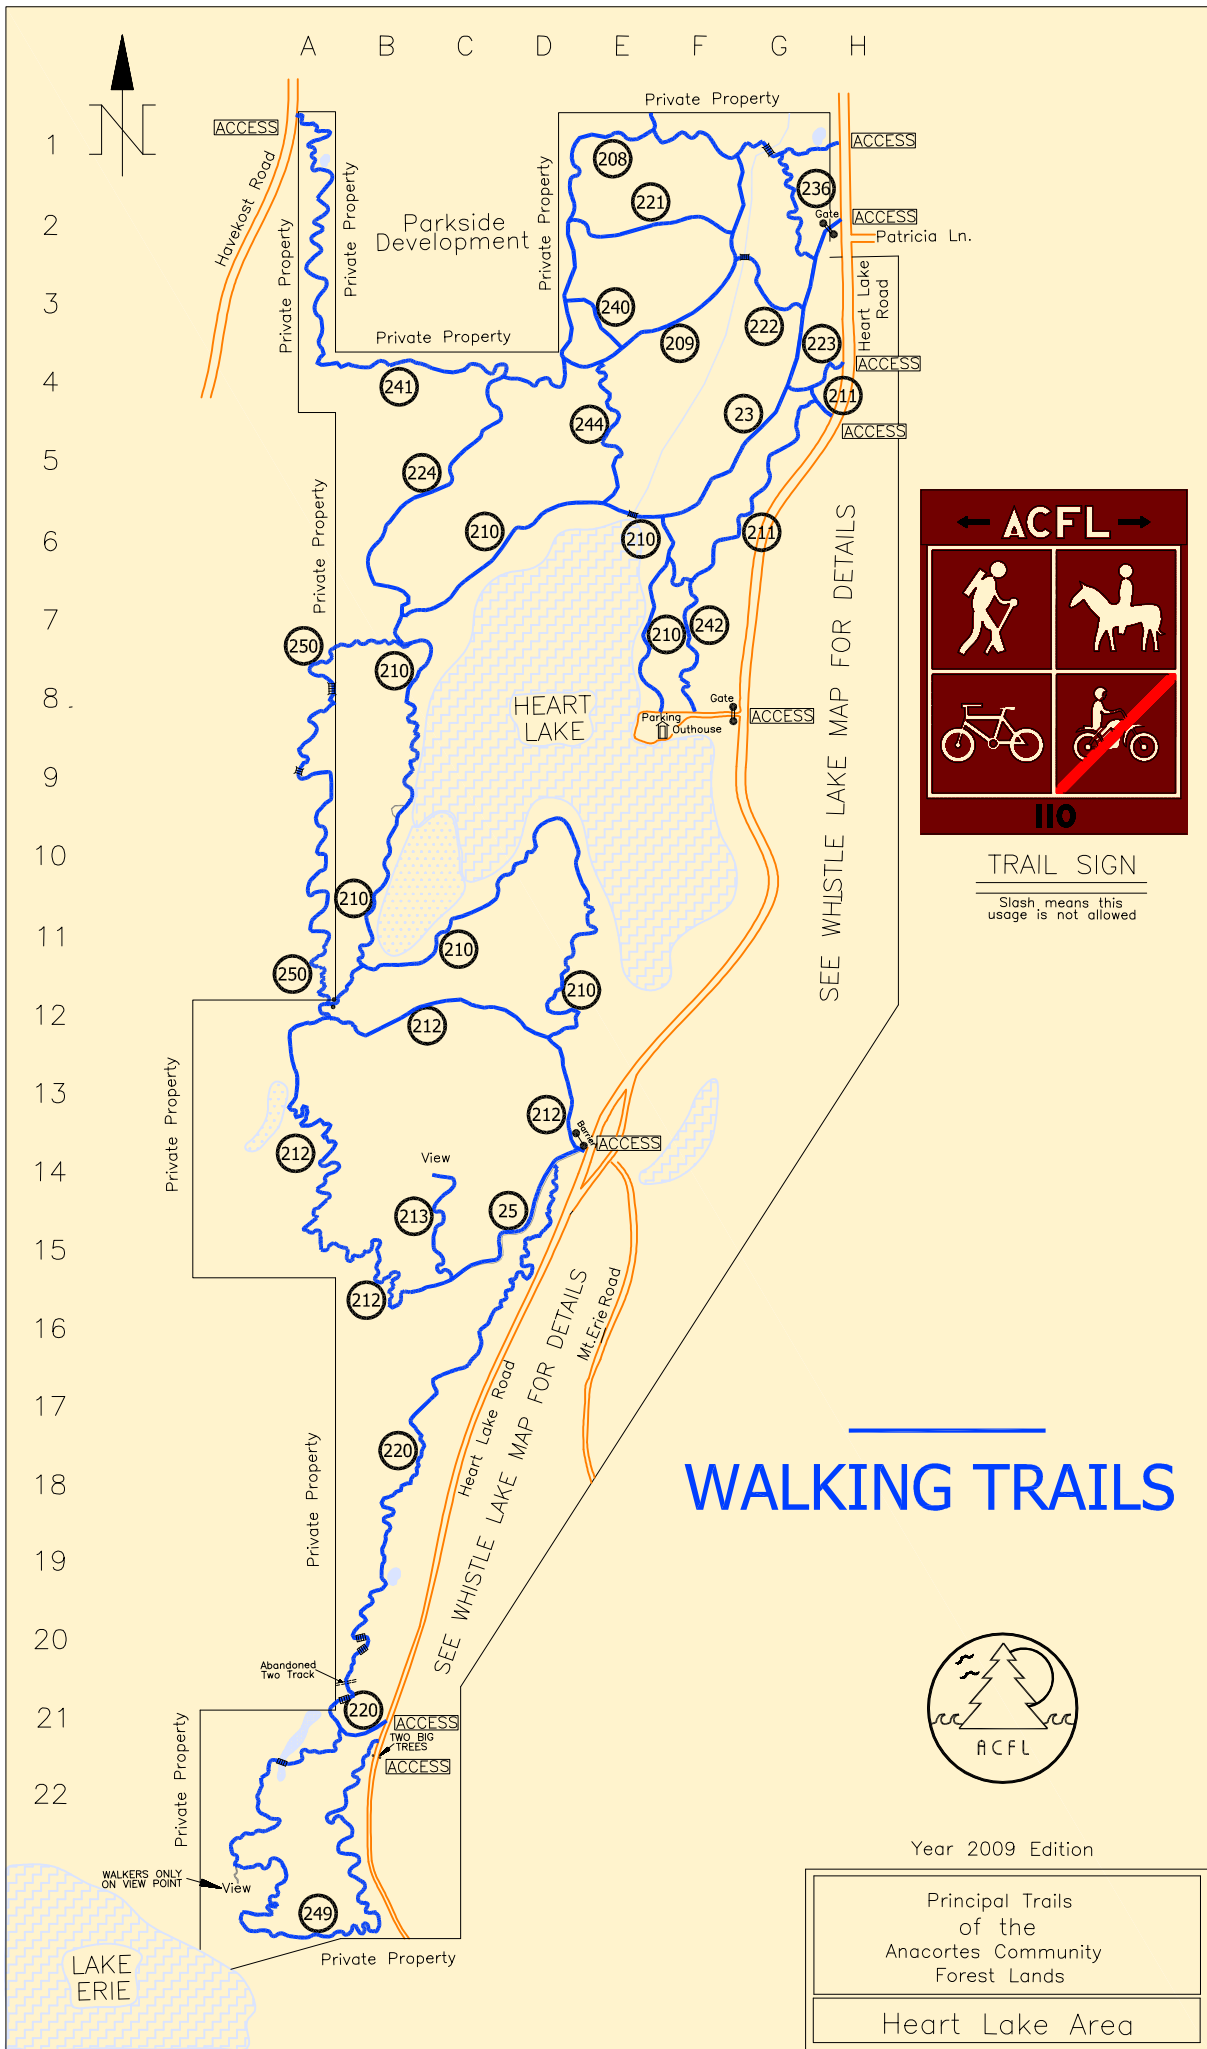 A B C D E F G H
N
1
2
3
4
5
6
7
8
9
10
11
12
13
14
15
16
17
18
19
20
21
22
ACCESS
Havekost Road
Private Property
Private Property
Parkside
Development
Private Property
Private Property
Private Property
208
221
236
ACCESS
Gate
ACCESS
Patricia Ln.
Heart Lake
Road
240
209
222
223
ACCESS
241
244
23
211
ACCESS
224
210
210
211
Private Property
250
210
210
242
HEART
LAKE
Parking
Outhouse
Gate
ACCESS
SEE WHISTLE LAKE MAP FOR DETAILS
210
210
250
210
212
Private Property
212
Barrier
ACCESS
212
View
213
25
212
Mt.Erie Road
Heart Lake Road
SEE WHISTLE LAKE MAP FOR DETAILS
220
Private Property
Abandoned
Two Track
220
ACCESS
TWO BIG
TREES
ACCESS
Private Property
WALKERS ONLY
ON VIEW POINT
View
249
Private Property
LAKE
ERIE
ACFL
110
TRAIL SIGN
Slash means this
usage is not allowed
WALKING TRAILS
ACFL
Year 2009 Edition
Principal Trails
of the
Anacortes Community
Forest Lands
Heart Lake Area